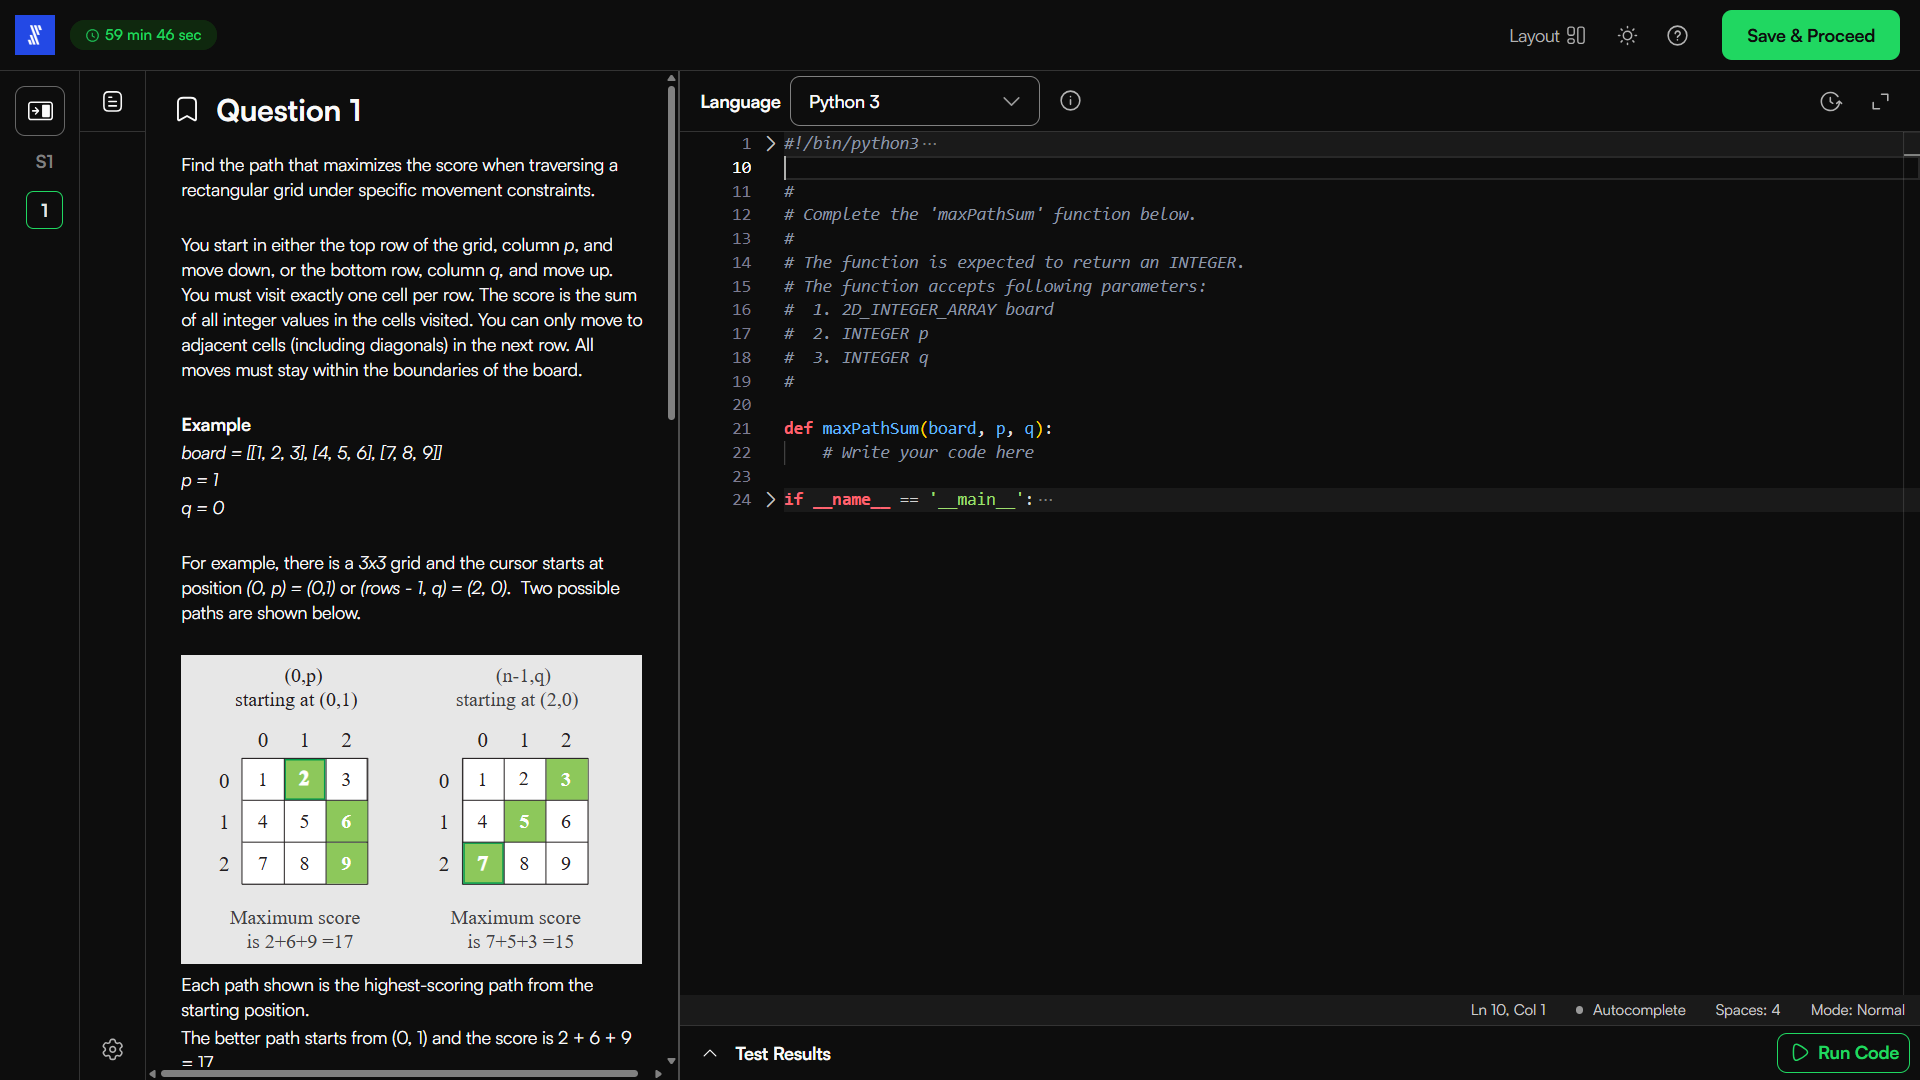 59 min 46 sec
Layout
Save & Proceed
S1
1
Question 1
Find the path that maximizes the score when traversing a
rectangular grid under specific movement constraints.
You start in either the top row of the grid, column p, and
move down, or the bottom row, column q, and move up.
You must visit exactly one cell per row. The score is the sum
of all integer values in the cells visited. You can only move to
adjacent cells (including diagonals) in the next row. All
moves must stay within the boundaries of the board.
Example
board = [[1, 2, 3], [4, 5, 6], [7, 8, 9]]
p = 1
q = 0
For example, there is a 3x3 grid and the cursor starts at
position (0, p) = (0,1) or (rows - 1, q) = (2, 0).  Two possible
paths are shown below.
(0,p)
starting at (0,1)
0 1 2
0 1 2 3
1 4 5 6
2 7 8 9
Maximum score
is 2+6+9 =17
(n-1,q)
starting at (2,0)
0 1 2
0 1 2 3
1 4 5 6
2 7 8 9
Maximum score
is 7+5+3 =15
Each path shown is the highest-scoring path from the
starting position.
The better path starts from (0, 1) and the score is 2 + 6 + 9
= 17
Language
Python 3
1 #!/bin/python3 ···
10
11 #
12 # Complete the 'maxPathSum' function below.
13 #
14 # The function is expected to return an INTEGER.
15 # The function accepts following parameters:
16 #  1. 2D_INTEGER_ARRAY board
17 #  2. INTEGER p
18 #  3. INTEGER q
19 #
20
21 def maxPathSum(board, p, q):
22     # Write your code here
23
24 if __name__ == '__main__': ···
Ln 10, Col 1
Autocomplete
Spaces: 4
Mode: Normal
Test Results
Run Code